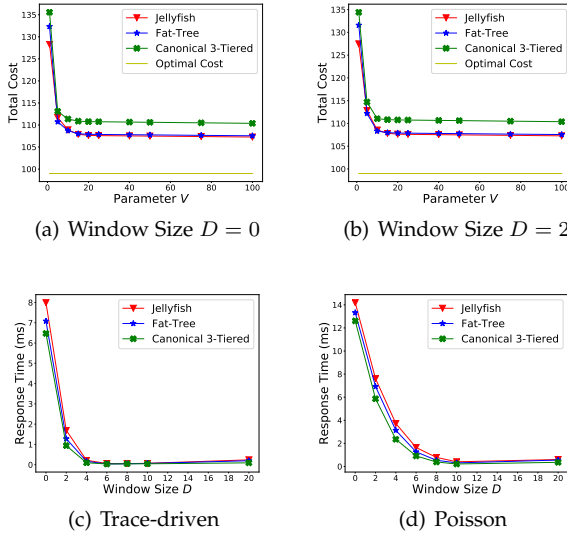 135
130
125
120
115
110
105
100
Total Cost
Jellyfish
Fat-Tree
Canonical 3-Tiered
Optimal Cost
0 20 40 60 80 100
Parameter V
(a) Window Size D = 0
135
130
125
120
115
110
105
100
Total Cost
Jellyfish
Fat-Tree
Canonical 3-Tiered
Optimal Cost
0 20 40 60 80 100
Parameter V
(b) Window Size D = 2
8
7
6
5
4
3
2
1
0
Response Time (ms)
Jellyfish
Fat-Tree
Canonical 3-Tiered
0 2 4 6 8 10 12 14 16 18 20
Window Size D
(c) Trace-driven
14
12
10
8
6
4
2
0
Response Time (ms)
Jellyfish
Fat-Tree
Canonical 3-Tiered
0 2 4 6 8 10 12 14 16 18 20
Window Size D
(d) Poisson